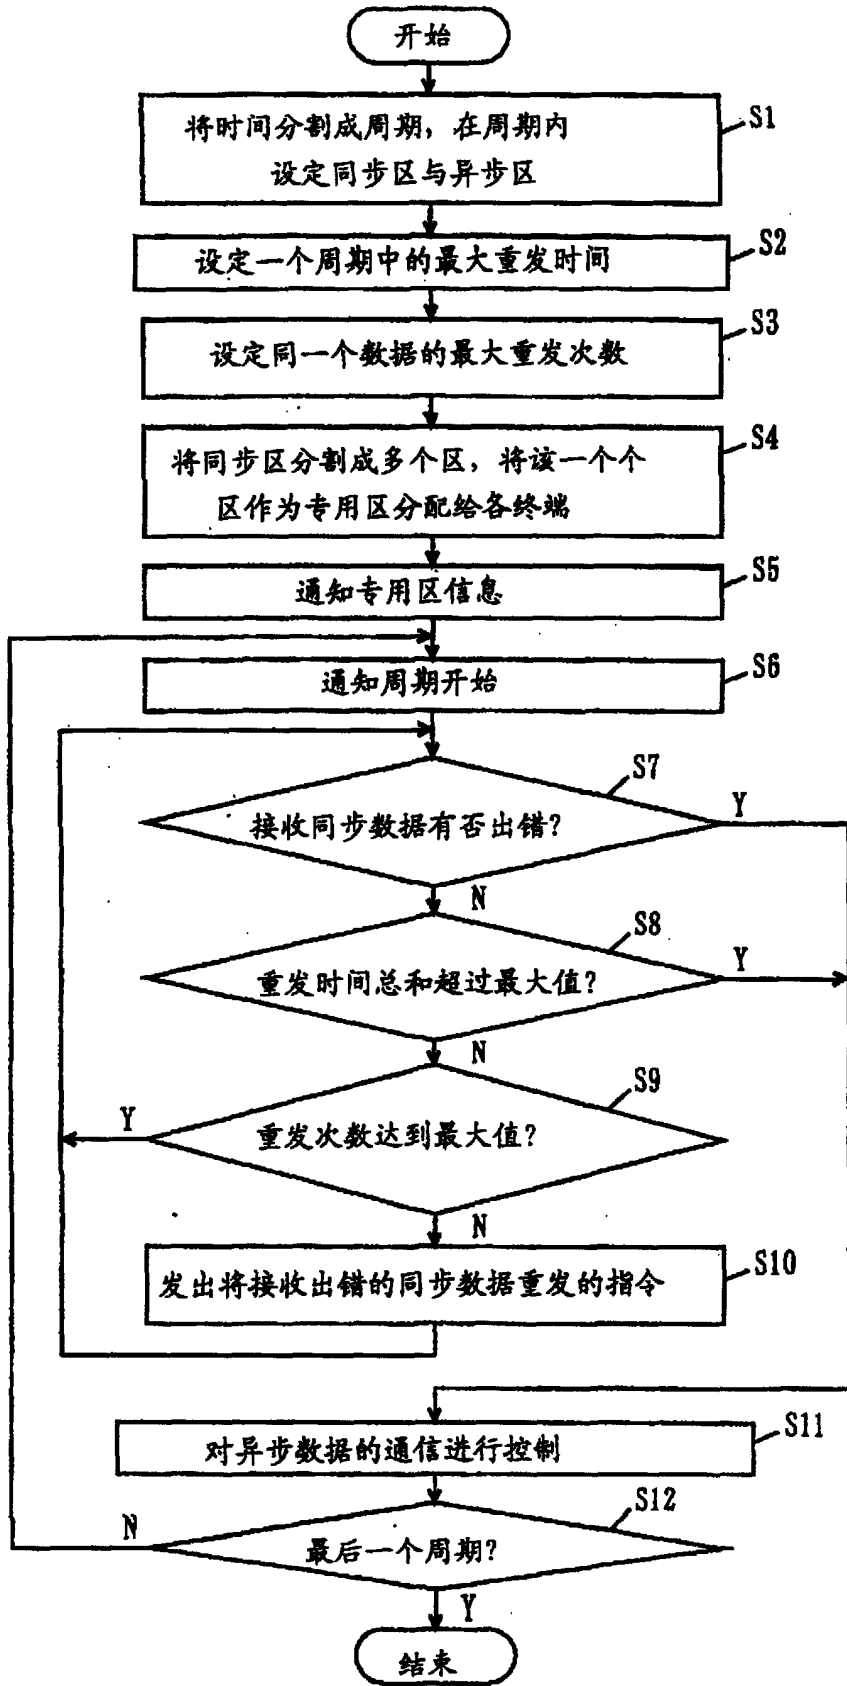 开始
将时间分割成周期，在周期内
设定同步区与异步区
S1
设定一个周期中的最大重发时间
S2
设定同一个数据的最大重发次数
S3
将同步区分割成多个区，将该一个个
区作为专用区分配给各终端
S4
通知专用区信息
S5
通知周期开始
S6
接收同步数据有否出错？
S7
Y
N
重发时间总和超过最大值？
S8
Y
N
重发次数达到最大值？
S9
Y
N
发出将接收出错的同步数据重发的指令
S10
对异步数据的通信进行控制
S11
最后一个周期？
S12
N
Y
结束